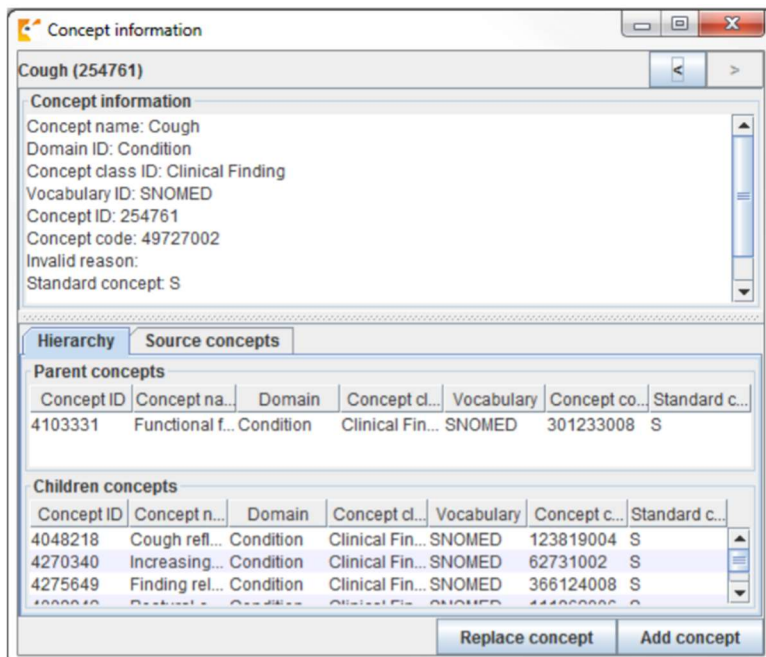 Concept information
Cough (254761) < >
Concept information
Concept name: Cough
Domain ID: Condition
Concept class ID: Clinical Finding
Vocabulary ID: SNOMED
Concept ID: 254761
Concept code: 49727002
Invalid reason:
Standard concept: S
Hierarchy Source concepts
Parent concepts
Concept ID Concept na... Domain Concept cl... Vocabulary Concept co... Standard c...
4103331 Functional f... Condition Clinical Fin... SNOMED 301233008 S
Children concepts
Concept ID Concept n... Domain Concept cl... Vocabulary Concept c... Standard c...
4048218 Cough refl... Condition Clinical Fin... SNOMED 123819004 S
4270340 Increasing... Condition Clinical Fin... SNOMED 62731002 S
4275649 Finding rel... Condition Clinical Fin... SNOMED 366124008 S
Condition Clinical Fin... SNOMED S
Replace concept Add concept